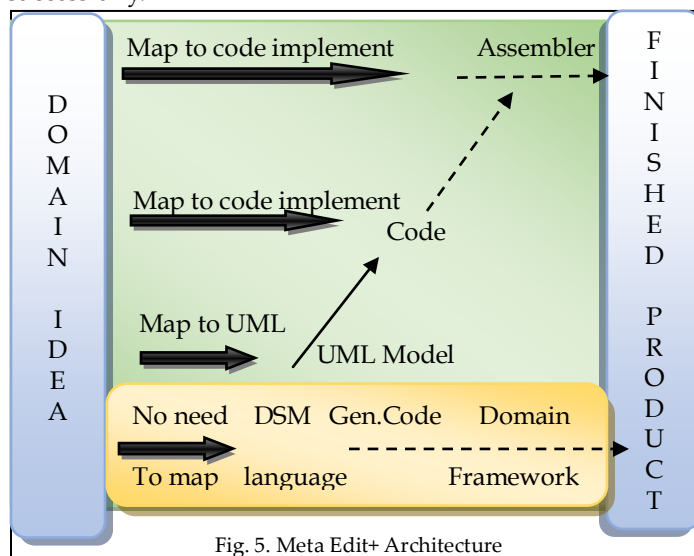 Map to code implement
Assembler
DOMAIN IDEA
FINISHED PRODUCT
Map to code implement
Code
Map to UML
UML Model
No need DSM Gen.Code Domain
To map language Framework
Fig. 5. Meta Edit+ Architecture